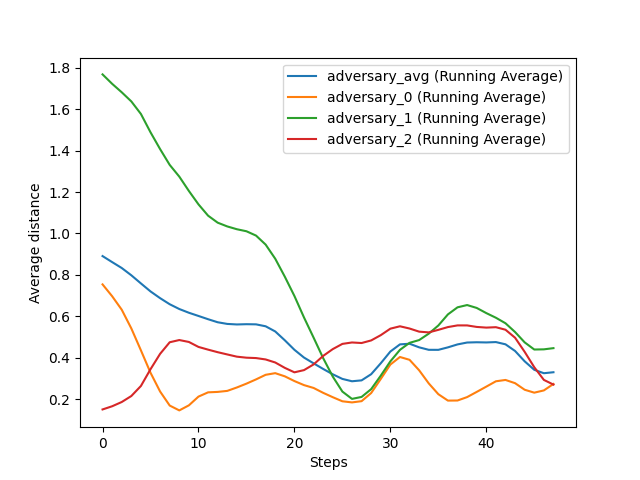 adversary_avg (Running Average)
adversary_0 (Running Average)
adversary_1 (Running Average)
adversary_2 (Running Average)
Average distance
1.8
1.6
1.4
1.2
1.0
0.8
0.6
0.4
0.2
0 10 20 30 40
Steps